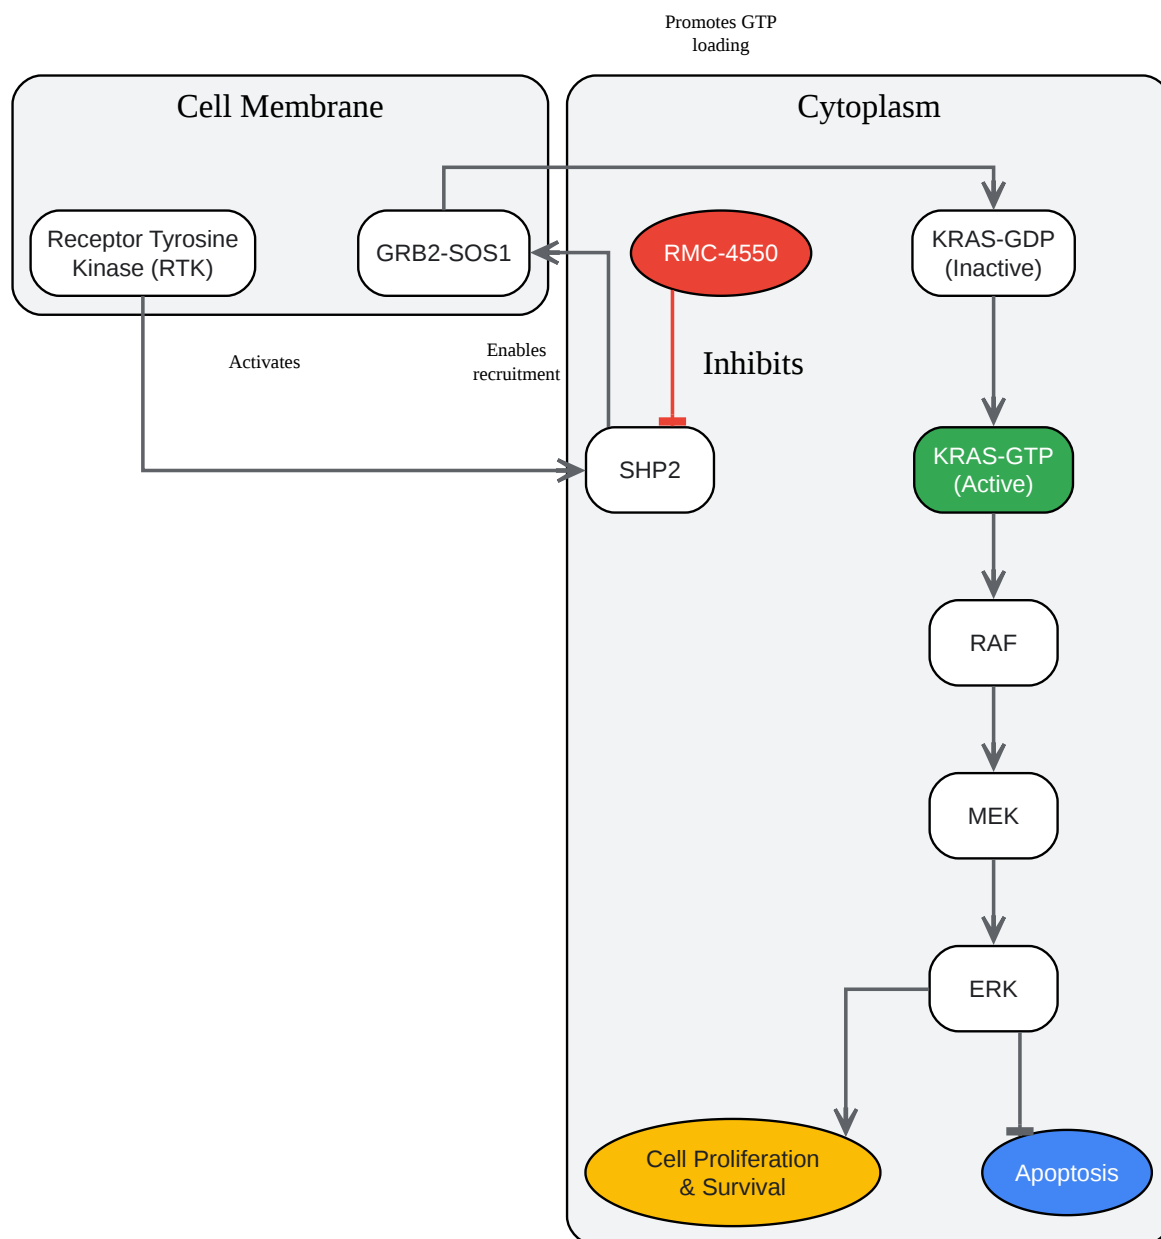 Promotes GTP
loading
Cell Membrane
Cytoplasm
Receptor Tyrosine
Kinase (RTK)
GRB2-SOS1
RMC-4550
KRAS-GDP
(Inactive)
Activates
Enables
recruitment
Inhibits
SHP2
KRAS-GTP
(Active)
RAF
MEK
ERK
Cell Proliferation
& Survival
Apoptosis